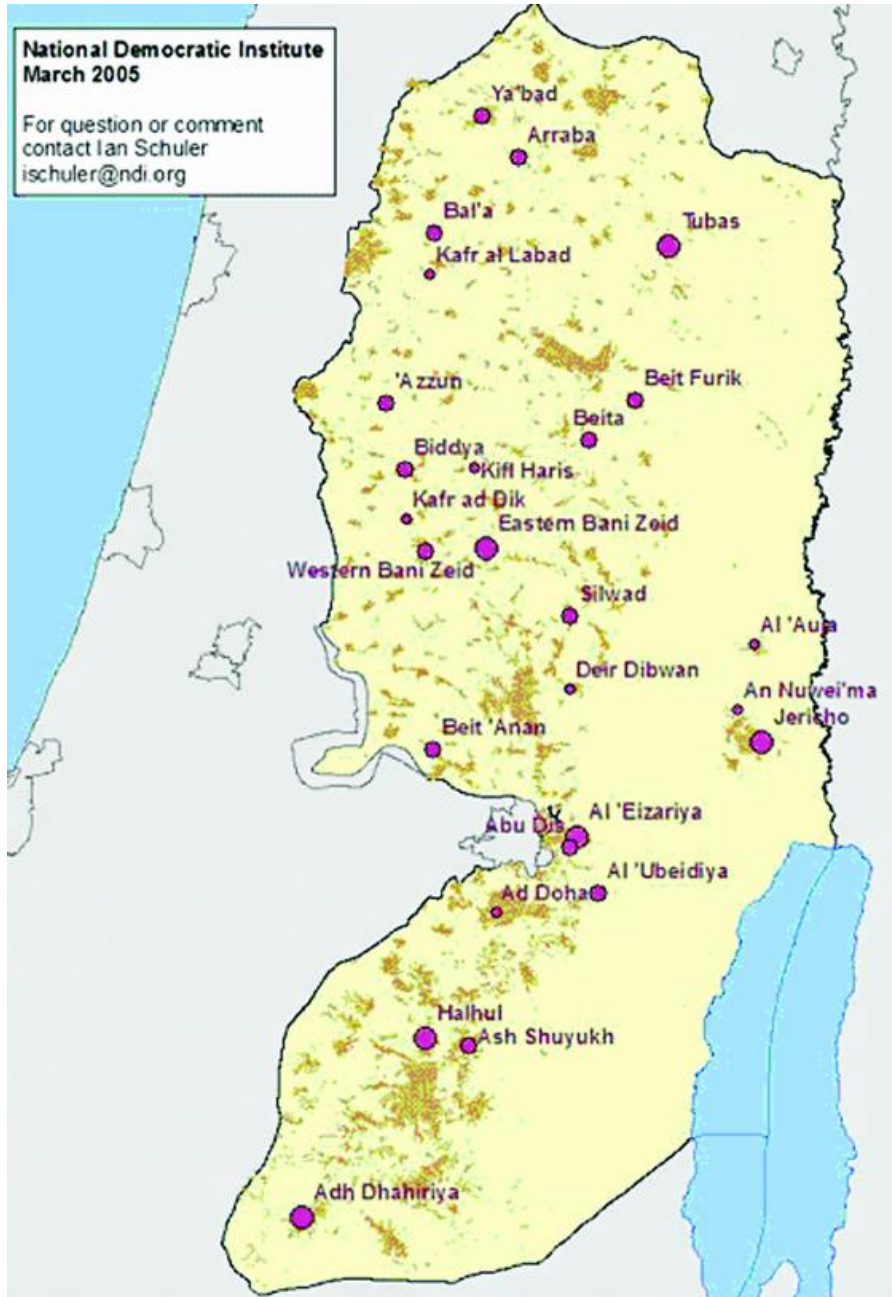 National Democratic Institute
March 2005
For question or comment
contact Ian Schuler
ischuler@ndi.org
Ya'bad
Arraba
Bal'a
Tubas
Kafr al Labad
'Azzun
Beit Furik
Beita
Biddya
Kifl Haris
Kafr ad Dik
Eastern Bani Zeid
Western Bani Zeid
Silwad
Al 'Auja
Deir Dibwan
An Nuwei'ma
Jericho
Beit 'Anan
Al 'Eizariya
Abu Dis
Al 'Ubeidiya
Ad Doha
Halhul
Ash Shuyukh
Adh Dhahiriya